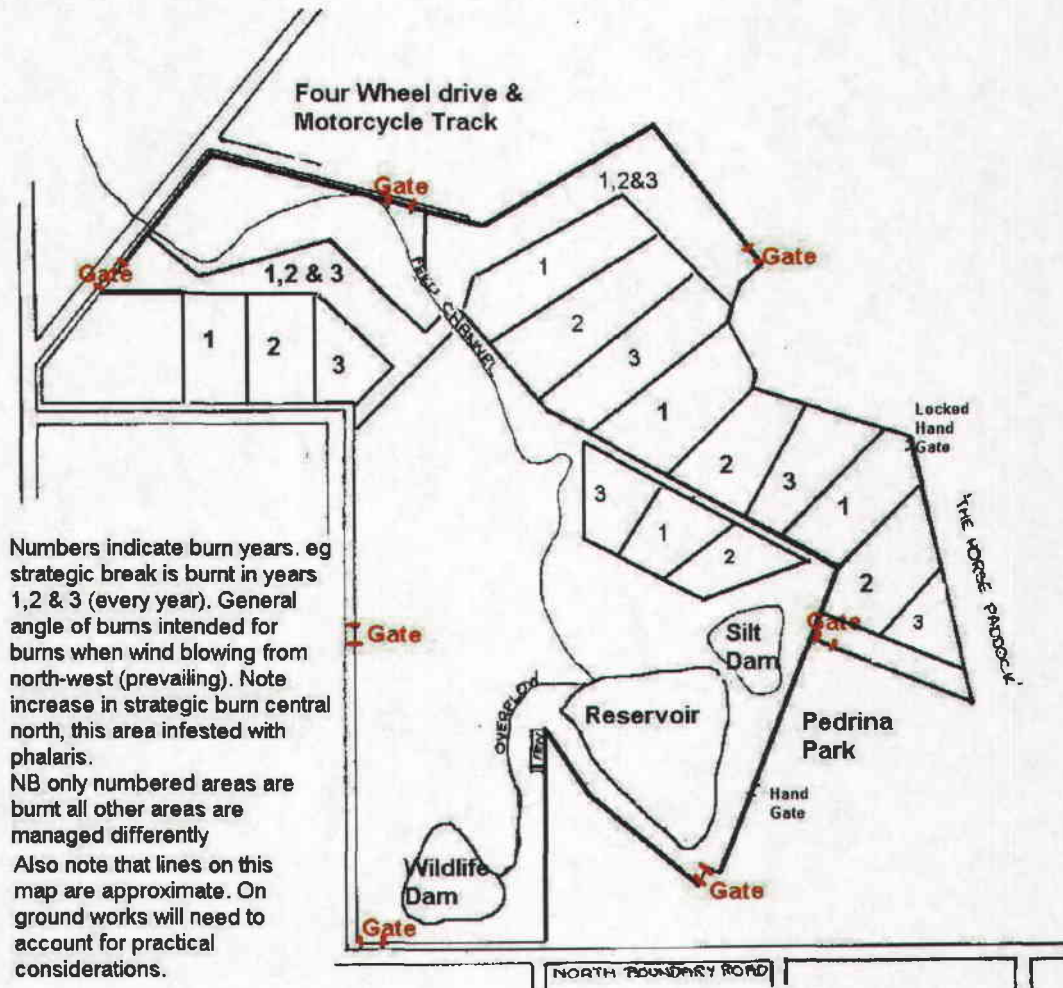 Four Wheel drive &
Motorcycle Track
Gate
1,2&3
Gate
Gate
1,2 & 3
FEED CHANNEL
1
2
3
1
2
3
1
2
3
1
2
3
Locked
Hand
Gate
3
1
2
1
2
3
'THE HORSE PADDOCK'
Numbers indicate burn years. eg
strategic break is burnt in years
1,2 & 3 (every year). General
angle of burns intended for
burns when wind blowing from
north-west (prevailing). Note
increase in strategic burn central
north, this area infested with
phalaris.
NB only numbered areas are
burnt all other areas are
managed differently
Also note that lines on this
map are approximate. On
ground works will need to
account for practical
considerations.
Gate
Gate
Silt
Dam
OVERFLOW
Reservoir
Pedrina
Park
Hand
Gate
Wildlife
Dam
Gate
Gate
NORTH BOUNDARY ROAD